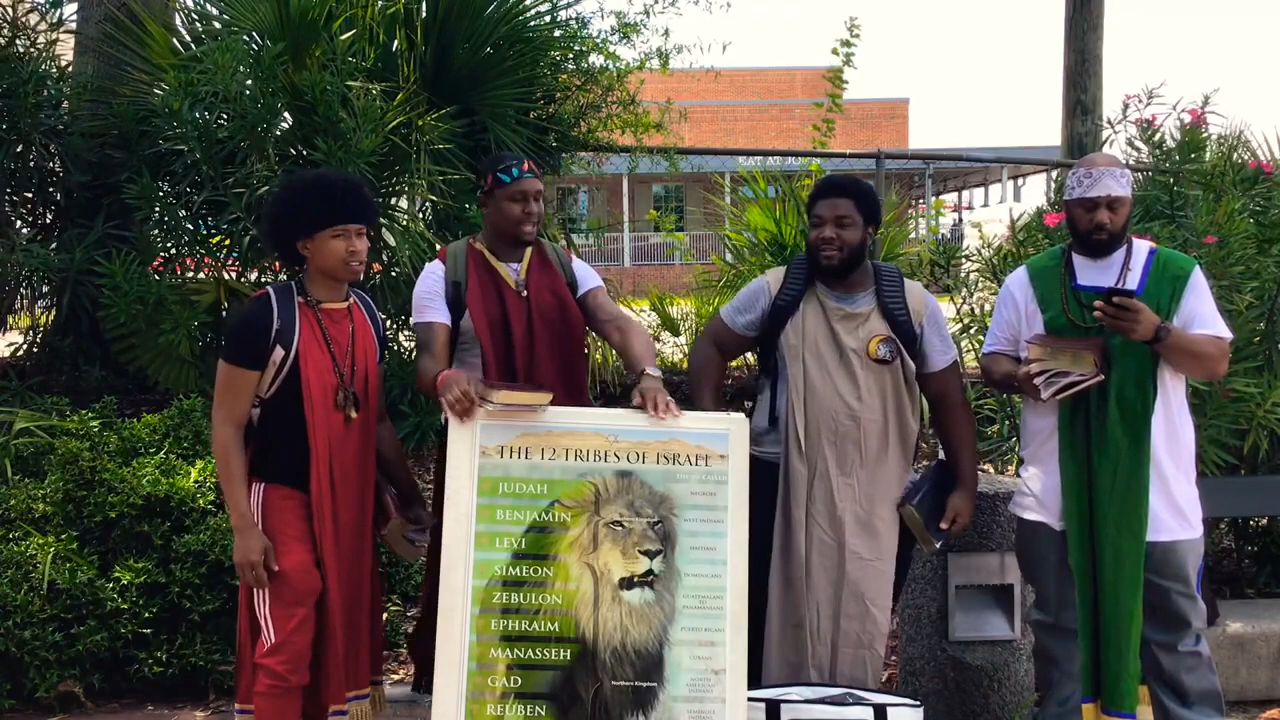 EAT AT JOE'S
THE 12 TRIBES OF ISRAEL
JUDAH
NEGROES
BENJAMIN
WEST INDIANS
LEVI
HAITIANS
SIMEON
DOMINICANS
ZEBULON
GUATEMALANS
TO
PANAMANIANS
EPHRAIM
PUERTO RICANS
MANASSEH
CUBANS
GAD
NORTH
AMERICAN
INDIANS
Northern Kingdom
REUBEN
SEMINOLE
INDIANS